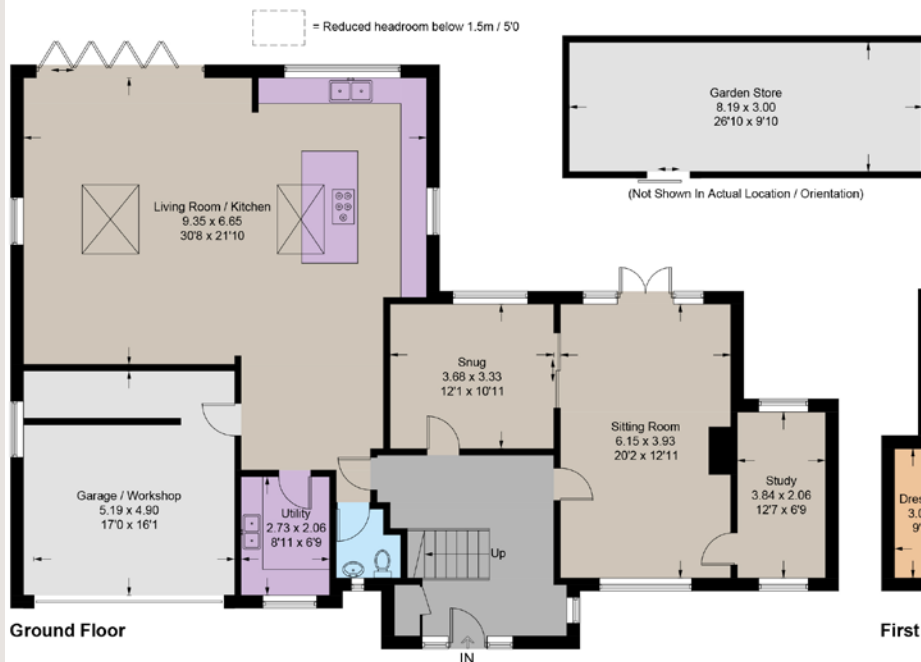 = Reduced headroom below 1.5m / 5'0
Garden Store
8.19 x 3.00
26'10 x 9'10
(Not Shown In Actual Location / Orientation)
Living Room / Kitchen
9.35 x 6.65
30'8 x 21'10
Snug
3.68 x 3.33
12'1 x 10'11
Sitting Room
6.15 x 3.93
20'2 x 12'11
Study
3.84 x 2.06
12'7 x 6'9
Garage / Workshop
5.19 x 4.90
17'0 x 16'1
Utility
2.73 x 2.06
8'11 x 6'9
Up
Dres
3.0
9'
Ground Floor
IN
First